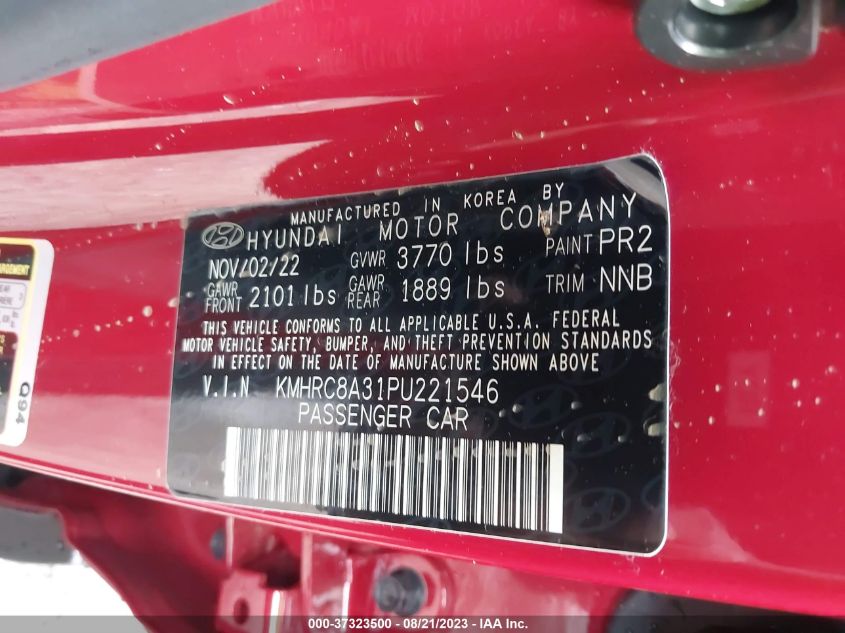 MANUFACTURED IN KOREA BY
HYUNDAI MOTOR COMPANY
NOV/02/22 GVWR 3770 lbs PAINT PR2
GAWR FRONT 2101 lbs GAWR REAR 1889 lbs TRIM NNB
THIS VEHICLE CONFORMS TO ALL APPLICABLE U.S.A. FEDERAL
MOTOR VEHICLE SAFETY, BUMPER, AND THEFT PREVENTION STANDARDS
IN EFFECT ON THE DATE OF MANUFACTURE SHOWN ABOVE
V.I.N KMHRC8A31PU221546
PASSENGER CAR
Q94
000-37323500 - 08/21/2023 - © IAA Inc.